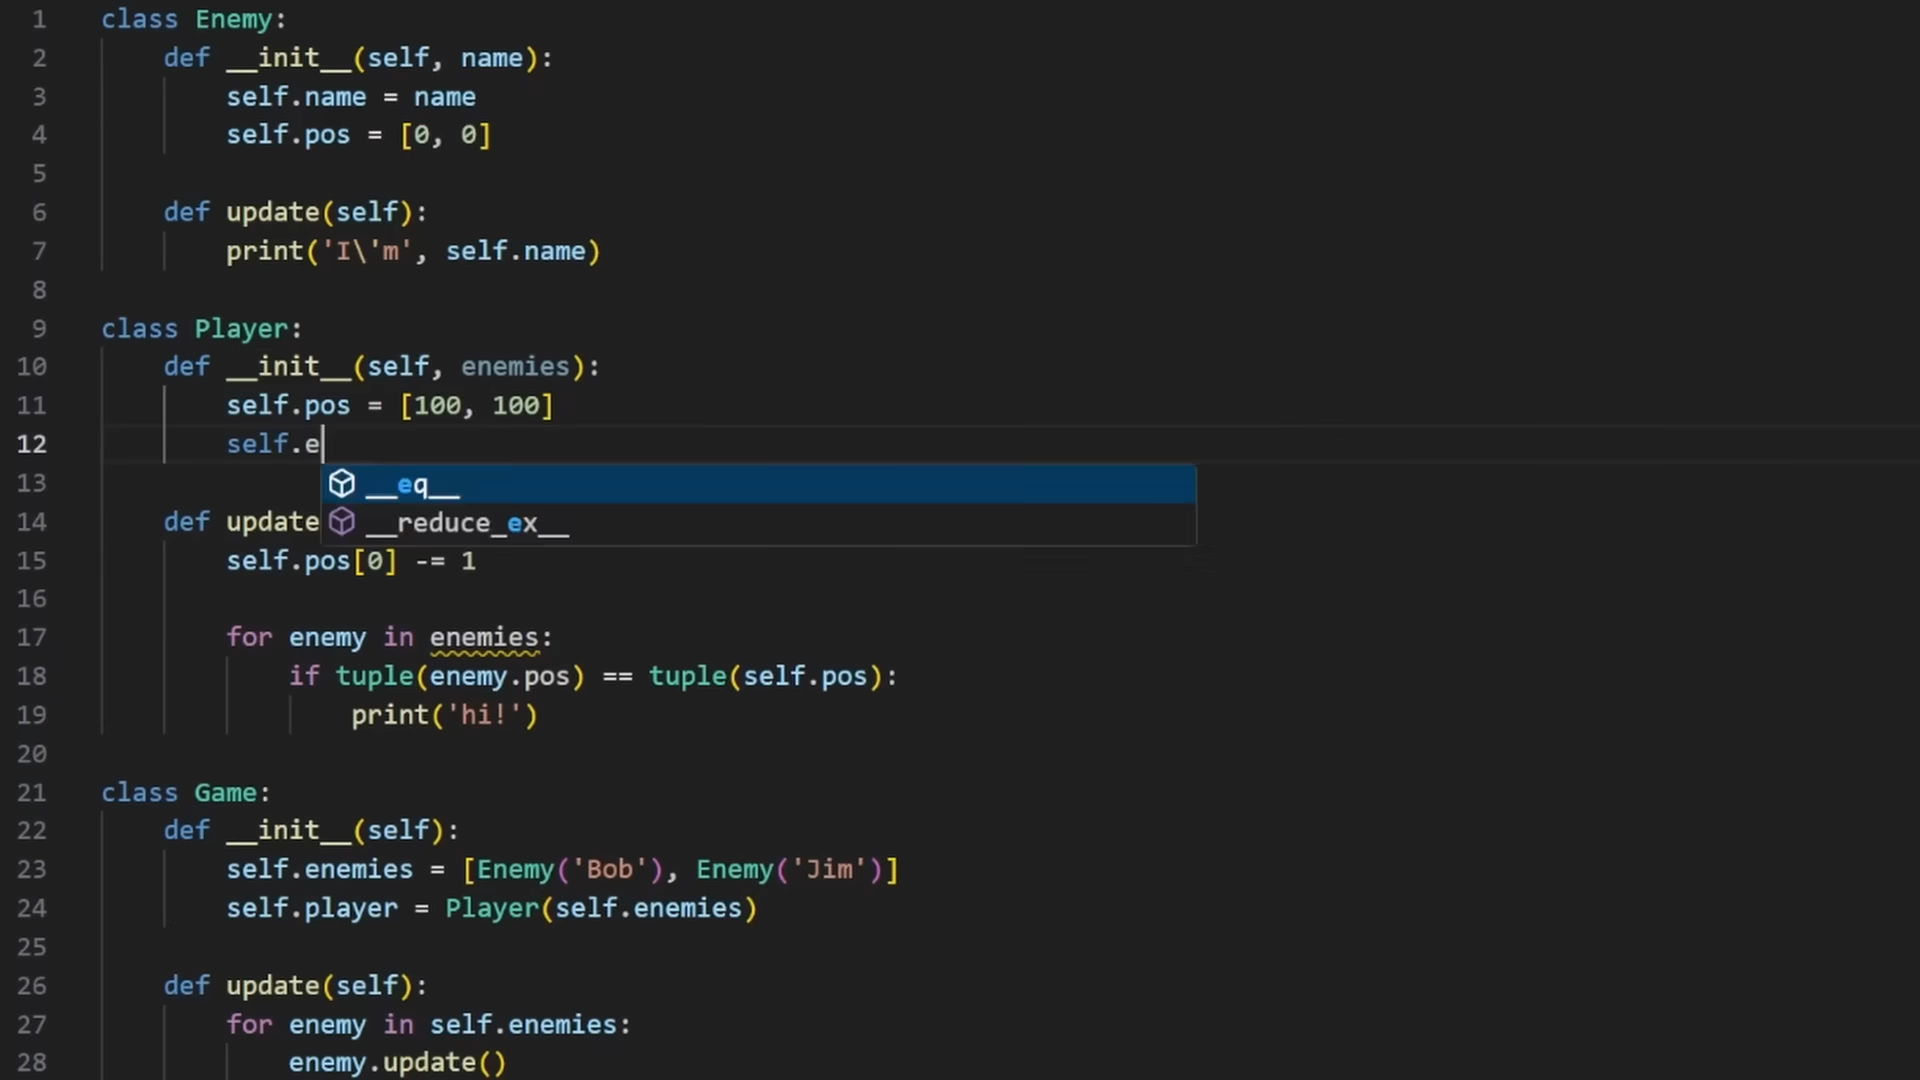 1 class Enemy:
2 def __init__(self, name):
3 self.name = name
4 self.pos = [0, 0]
5
6 def update(self):
7 print('I\'m', self.name)
8
9 class Player:
10 def __init__(self, enemies):
11 self.pos = [100, 100]
12 self.e
13 __eq__
14 def update __reduce_ex__
15 self.pos[0] -= 1
16
17 for enemy in enemies:
18 if tuple(enemy.pos) == tuple(self.pos):
19 print('hi!')
20
21 class Game:
22 def __init__(self):
23 self.enemies = [Enemy('Bob'), Enemy('Jim')]
24 self.player = Player(self.enemies)
25
26 def update(self):
27 for enemy in self.enemies:
28 enemy.update()